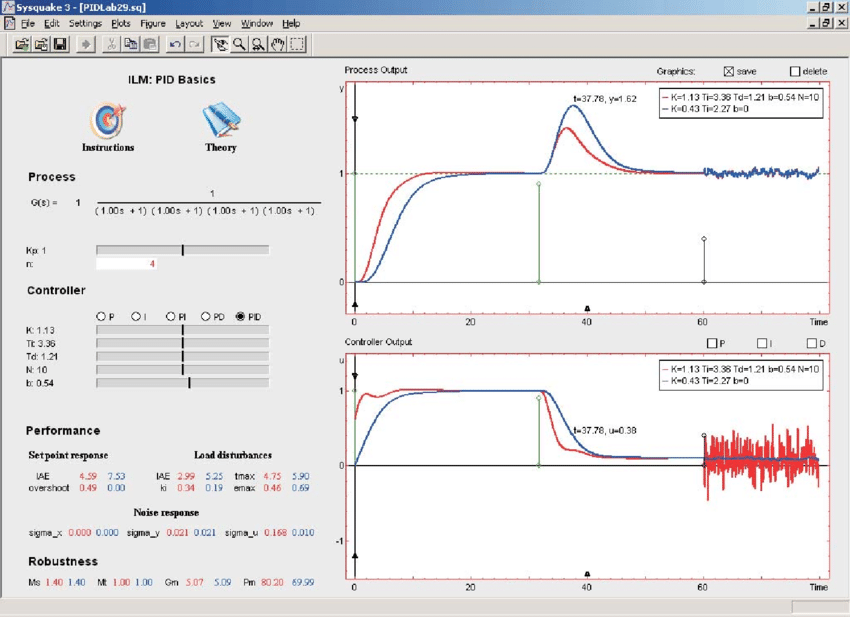 Sysquake 3 - [PIDLab29.sq]
File Edit Settings Plots Figure Layout View Window Help
ILM: PID Basics
Instructions Theory
Process
G(s) = 1 1
(1.00s + 1) (1.00s + 1) (1.00s + 1) (1.00s + 1)
Kp: 1
n: 4
Controller
P I PI PD PID
K: 1.13
Ti: 3.36
Td: 1.21
N: 10
b: 0.54
Performance
Setpoint response Load disturbances
IAE 4.59 7.53 IAE 2.99 5.25 tmax 4.75 5.90
overshoot 0.49 0.00 ki 0.34 0.19 emax 0.46 0.69
Noise response
sigma_x 0.000 0.000 sigma_y 0.021 0.021 sigma_u 0.168 0.010
Robustness
Ms 1.40 1.40 Mt 1.00 1.00 Gm 5.07 5.09 Pm 80.20 69.99
Process Output Graphics: save delete
y
t=37.78, y=1.62
K=1.13 Ti=3.36 Td=1.21 b=0.54 N=10
K=0.43 Ti=2.27 b=0
1
0
0 20 40 60 Time
Controller Output P I D
u
K=1.13 Ti=3.36 Td=1.21 b=0.54 N=10
K=0.43 Ti=2.27 b=0
1
t=37.78, u=0.38
0
-1
0 20 40 60 Time